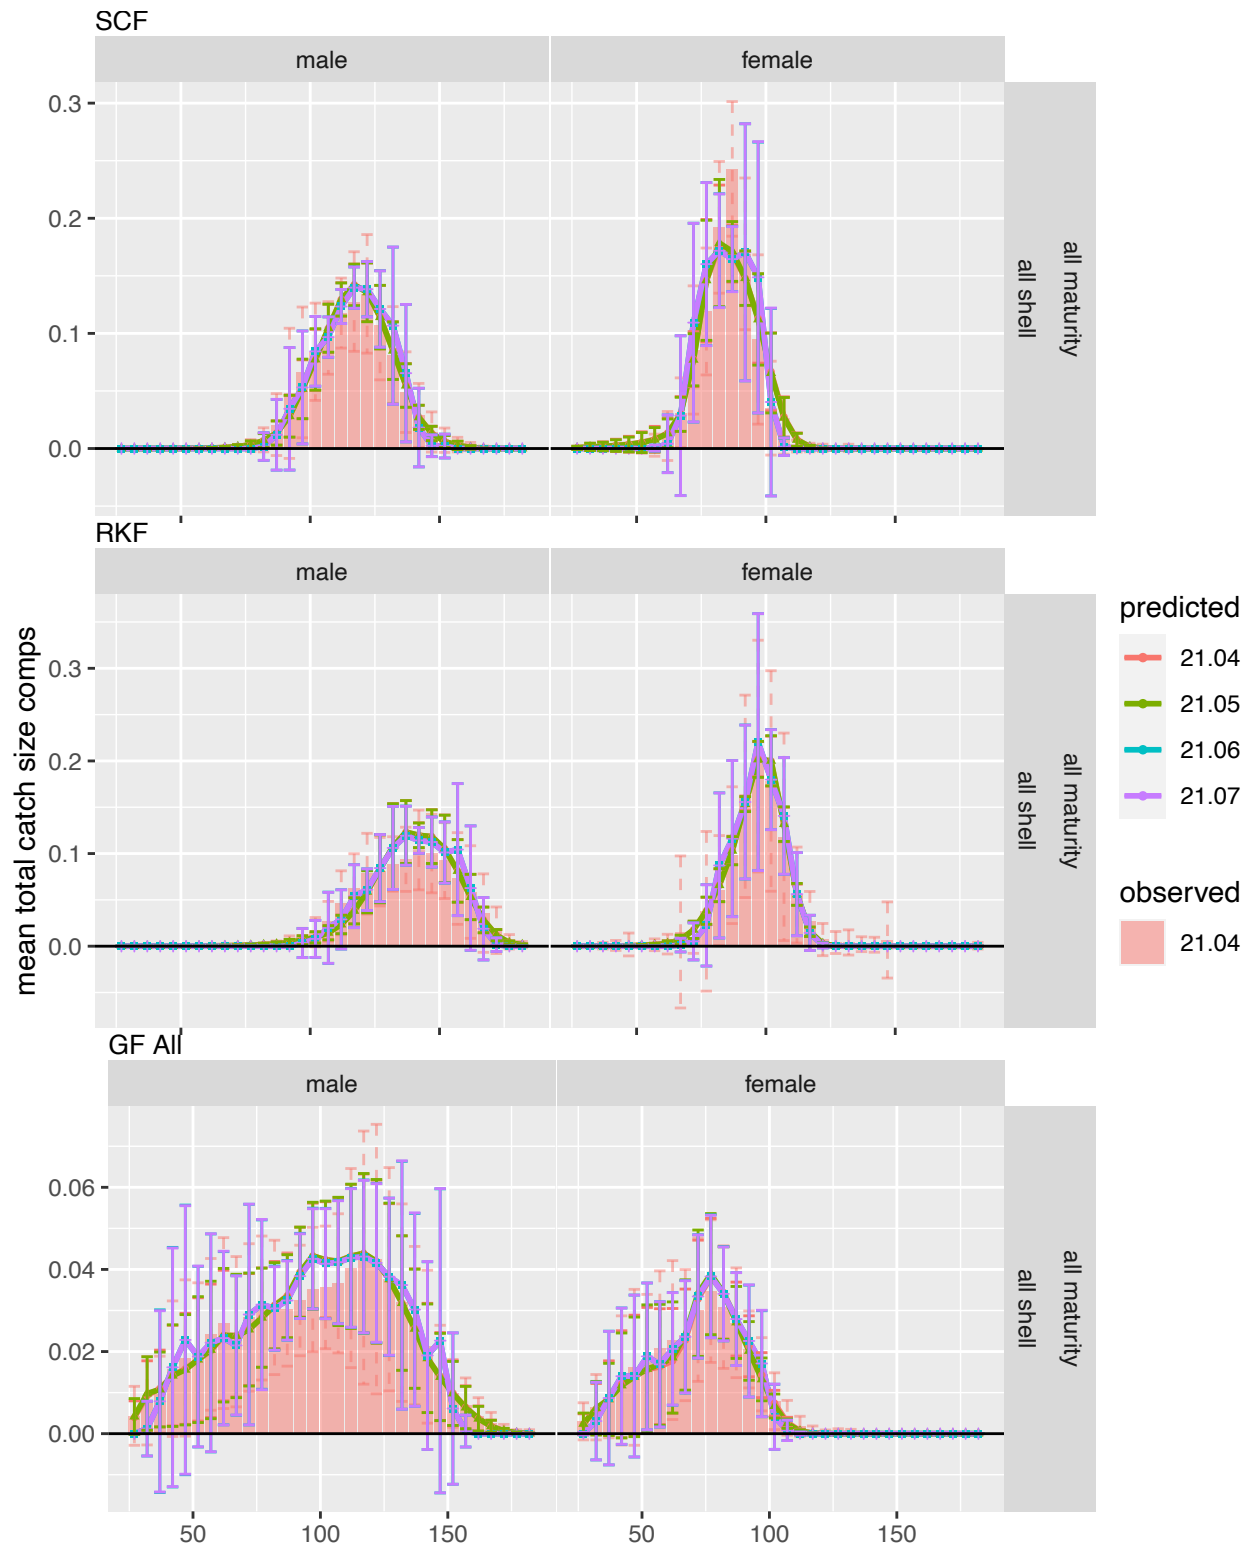 SCF
male female
0.3
0.2
0.1
0.0
all maturity
all shell
RKF
male female
0.3
0.2
0.1
0.0
all maturity
all shell
mean total catch size comps
predicted
21.04
21.05
21.06
21.07
observed
21.04
GF All
male female
0.06
0.04
0.02
0.00
all maturity
all shell
50 100 150 50 100 150